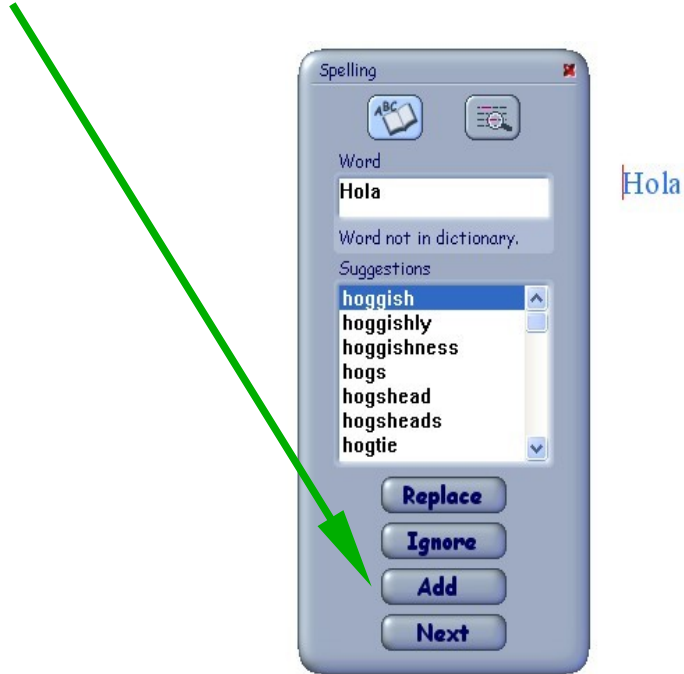 Spelling
ABC
Word
Hola
Hola
Word not in dictionary.
Suggestions
hoggish
hoggishly
hoggishness
hogs
hogshead
hogsheads
hogtie
Replace
Ignore
Add
Next